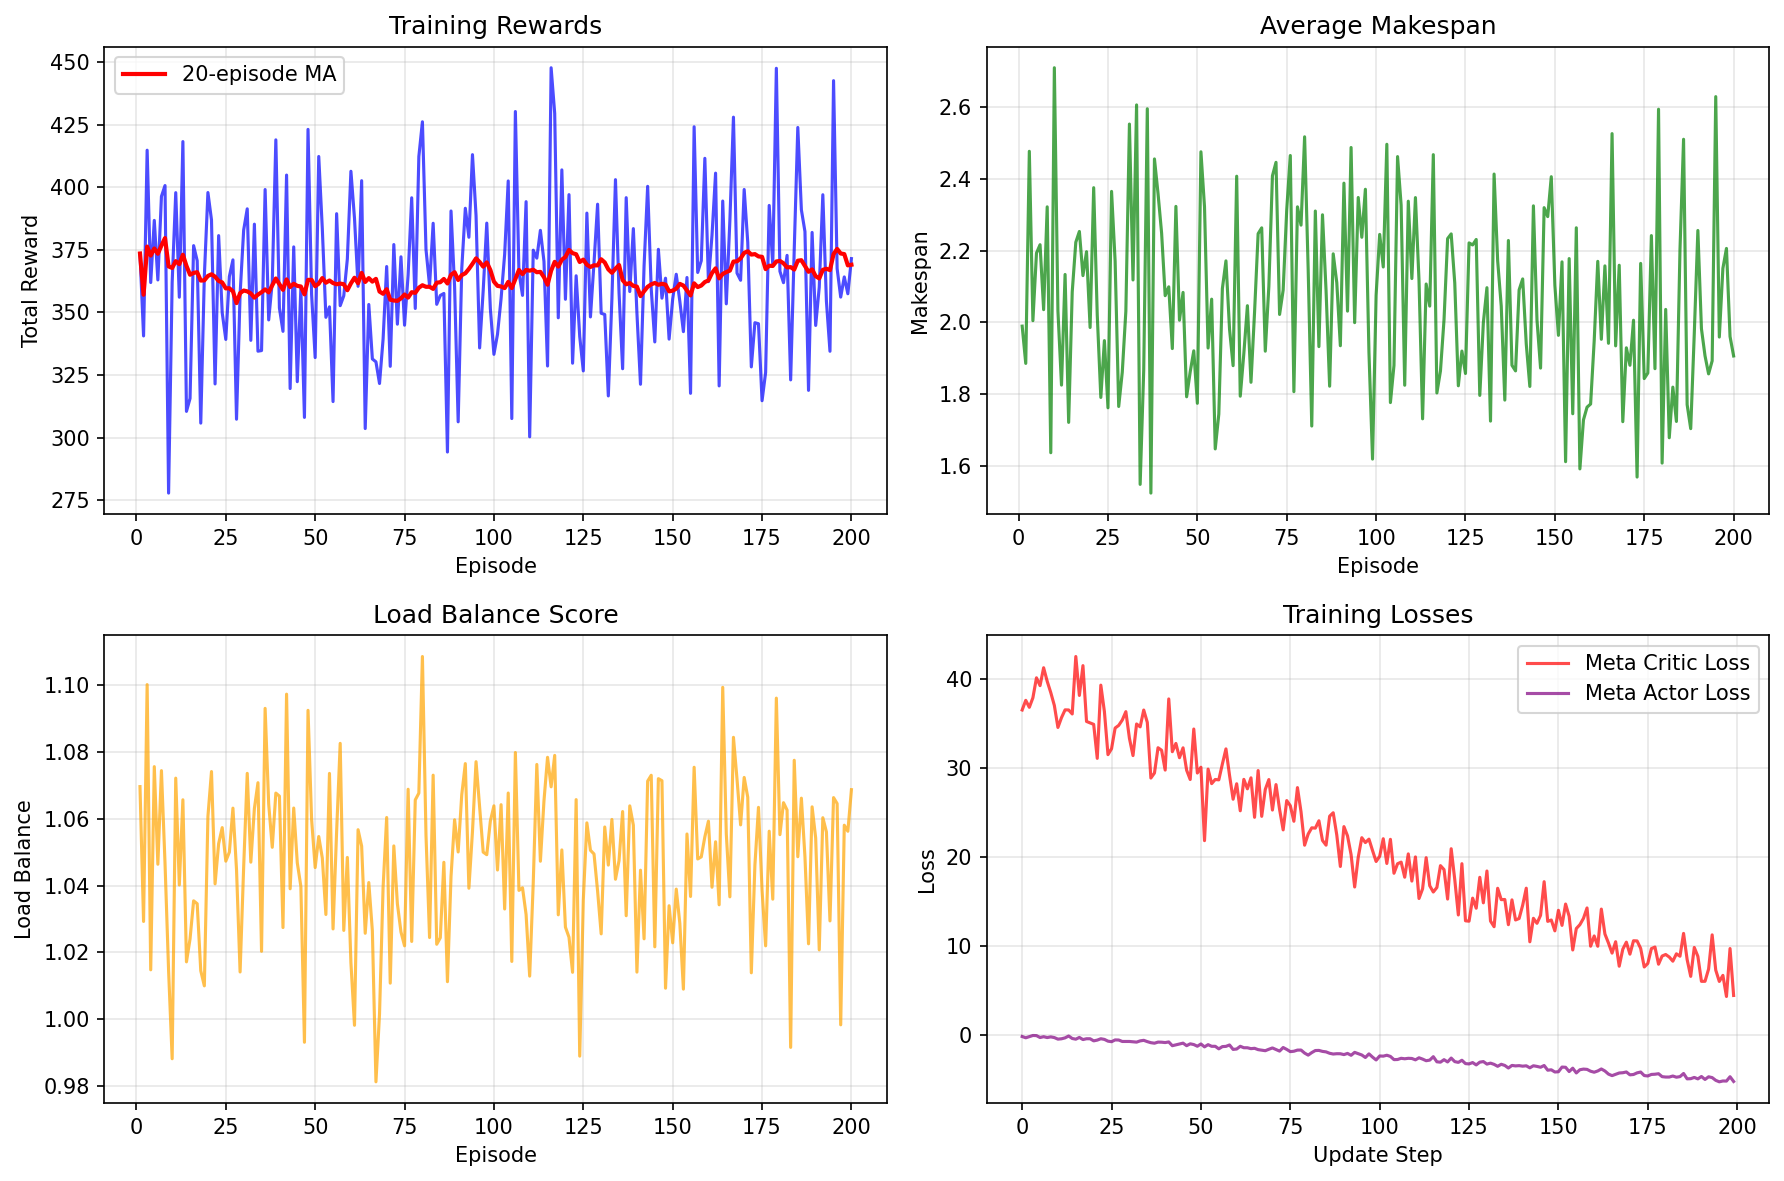 Training Rewards
450
425
400
375
350
325
300
275
Total Reward
20-episode MA
0 25 50 75 100 125 150 175 200
Episode
Average Makespan
2.6
2.4
2.2
2.0
1.8
1.6
Makespan
0 25 50 75 100 125 150 175 200
Episode
Load Balance Score
1.10
1.08
1.06
1.04
1.02
1.00
0.98
Load Balance
0 25 50 75 100 125 150 175 200
Episode
Training Losses
40
30
20
10
0
Loss
Meta Critic Loss
Meta Actor Loss
0 25 50 75 100 125 150 175 200
Update Step